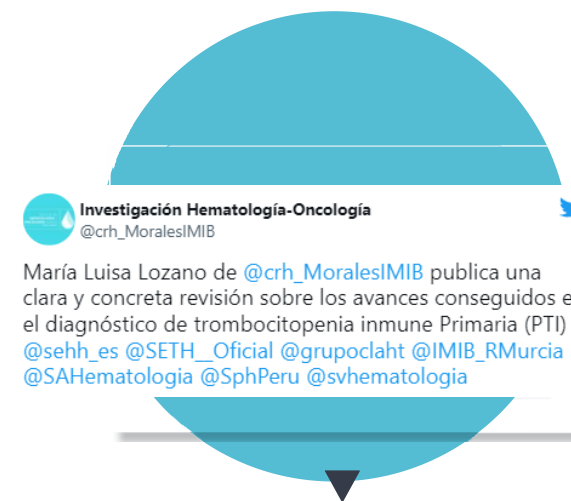 Investigación Hematología-Oncología
@crh_MoralesIMIB
María Luisa Lozano de @crh_MoralesIMIB publica una
clara y concreta revisión sobre los avances conseguidos e
el diagnóstico de trombocitopenia inmune Primaria (PTI)
@sehh_es @SETH__Oficial @grupoclaht @IMIB_RMurcia
@SAHematologia @SphPeru @svhematologia